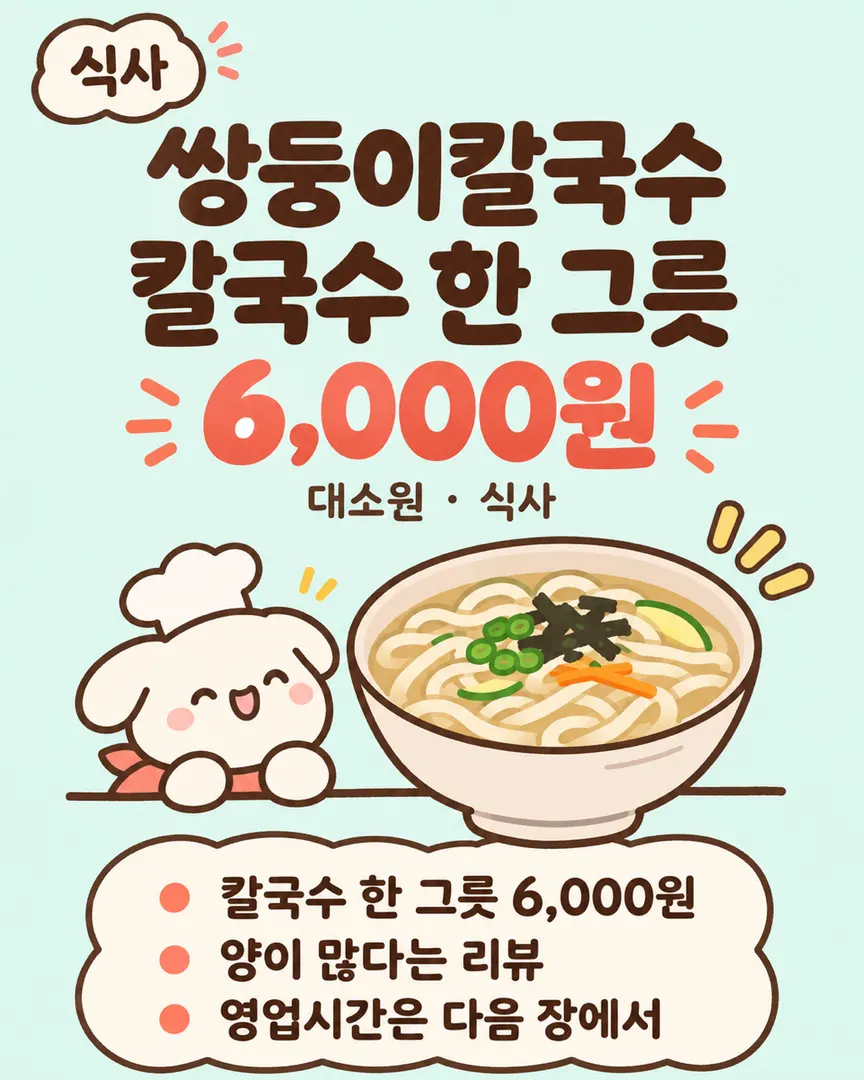 식사
쌍둥이칼국수
칼국수 한 그릇
6,000원
대소원 · 식사
칼국수 한 그릇 6,000원
양이 많다는 리뷰
영업시간은 다음 장에서